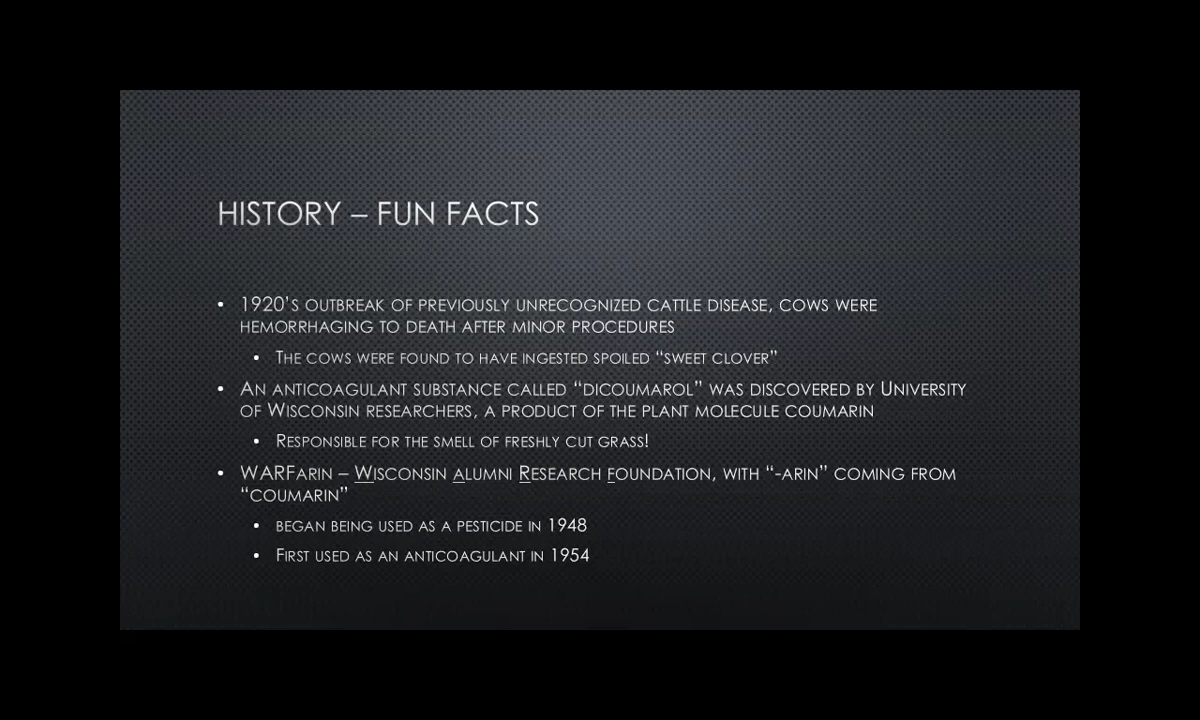 HISTORY – FUN FACTS
• 1920’S OUTBREAK OF PREVIOUSLY UNRECOGNIZED CATTLE DISEASE, COWS WERE
HEMORRHAGING TO DEATH AFTER MINOR PROCEDURES
• THE COWS WERE FOUND TO HAVE INGESTED SPOILED “SWEET CLOVER”
• AN ANTICOAGULANT SUBSTANCE CALLED “DICOUMAROL” WAS DISCOVERED BY UNIVERSITY
OF WISCONSIN RESEARCHERS, A PRODUCT OF THE PLANT MOLECULE COUMARIN
• RESPONSIBLE FOR THE SMELL OF FRESHLY CUT GRASS!
• WARFARIN – WISCONSIN ALUMNI RESEARCH FOUNDATION, WITH “-ARIN” COMING FROM
“COUMARIN”
• BEGAN BEING USED AS A PESTICIDE IN 1948
• FIRST USED AS AN ANTICOAGULANT IN 1954